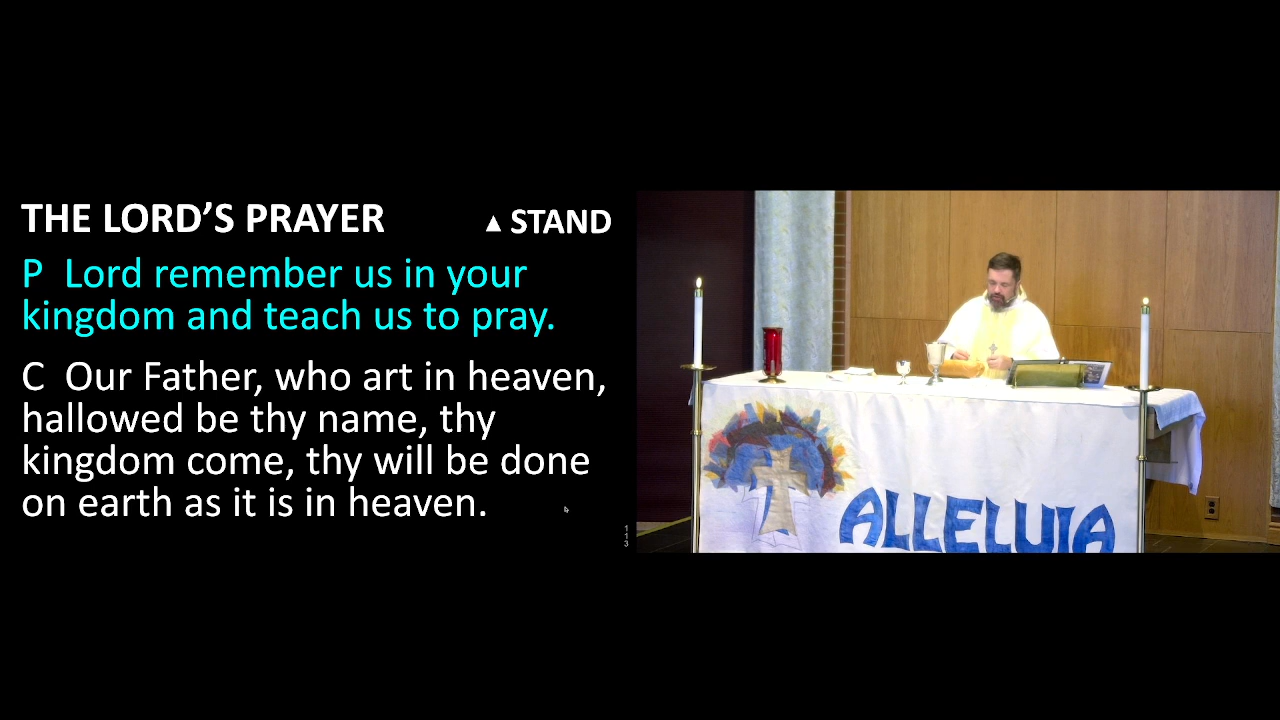 THE LORD’S PRAYER ▲ STAND
P Lord remember us in your
kingdom and teach us to pray.
C Our Father, who art in heaven,
hallowed be thy name, thy
kingdom come, thy will be done
on earth as it is in heaven.
113
ALLELUIA